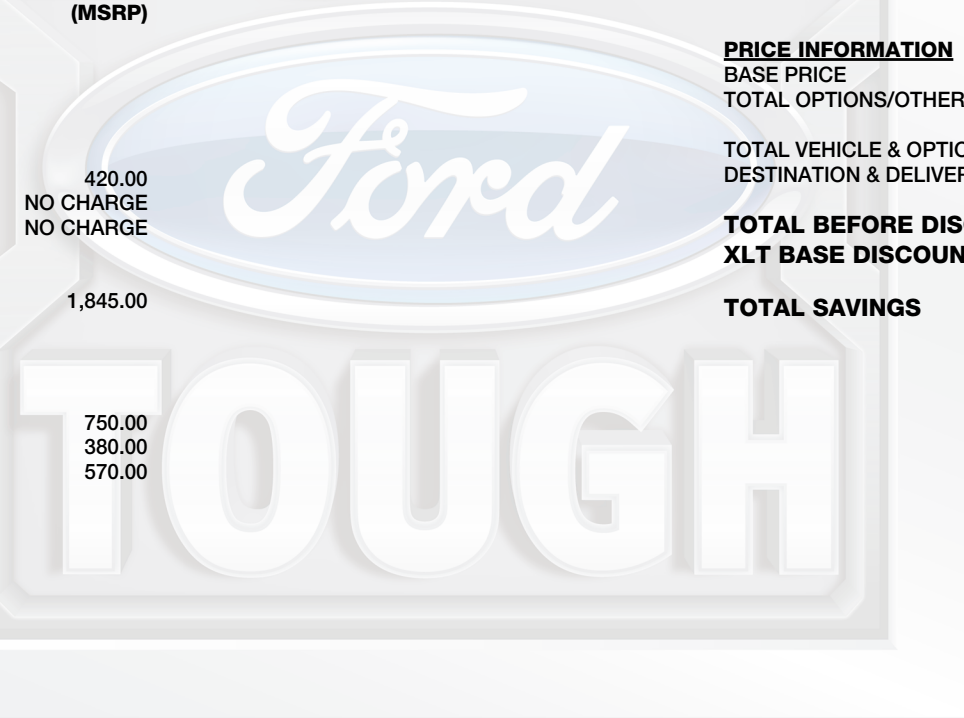 (MSRP)
420.00
NO CHARGE
NO CHARGE
1,845.00
750.00
380.00
570.00
PRICE INFORMATION
BASE PRICE
TOTAL OPTIONS/OTHER
TOTAL VEHICLE & OPTIO
DESTINATION & DELIVER
TOTAL BEFORE DIS
XLT BASE DISCOUN
TOTAL SAVINGS
Ford
TOUGH